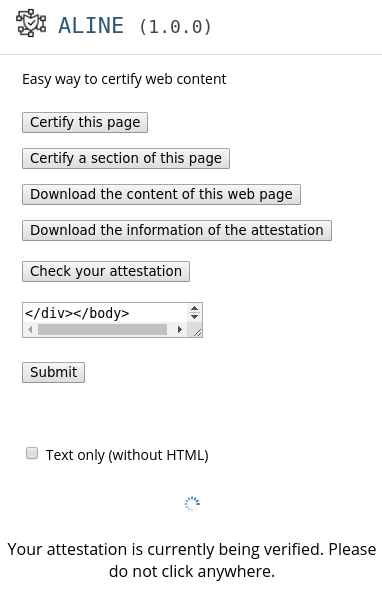 ALINE (1.0.0)
Easy way to certify web content
Certify this page
Certify a section of this page
Download the content of this web page
Download the information of the attestation
Check your attestation
</div></body>
Submit
Text only (without HTML)
Your attestation is currently being verified. Please
do not click anywhere.